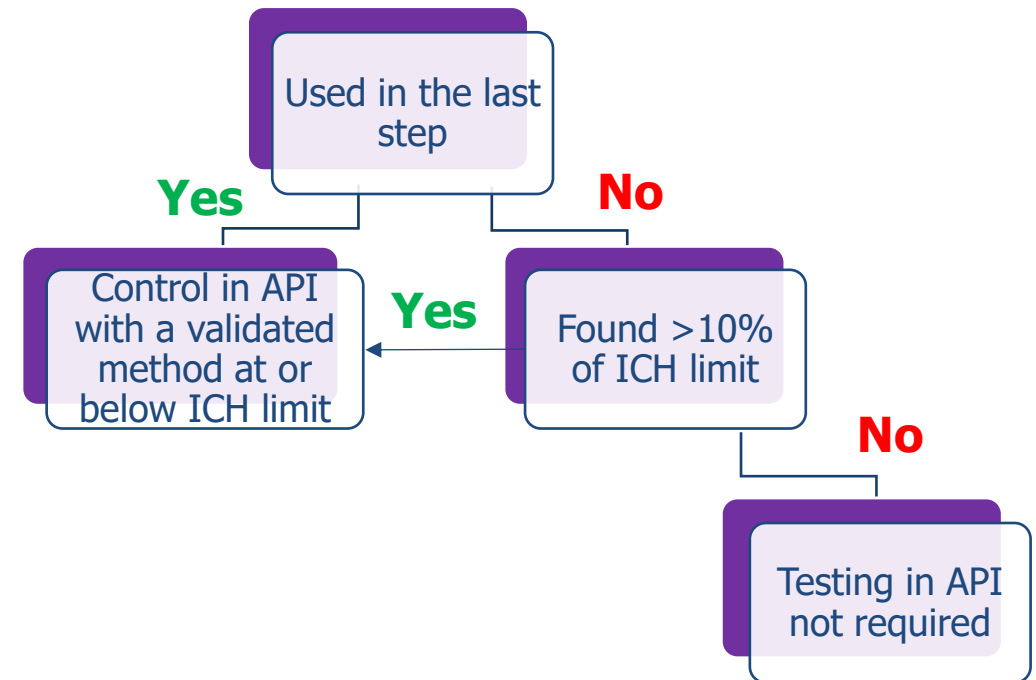 Used in the last
step
Yes
No
Control in API
with a validated
method at or
below ICH limit
Yes
Found >10%
of ICH limit
No
Testing in API
not required